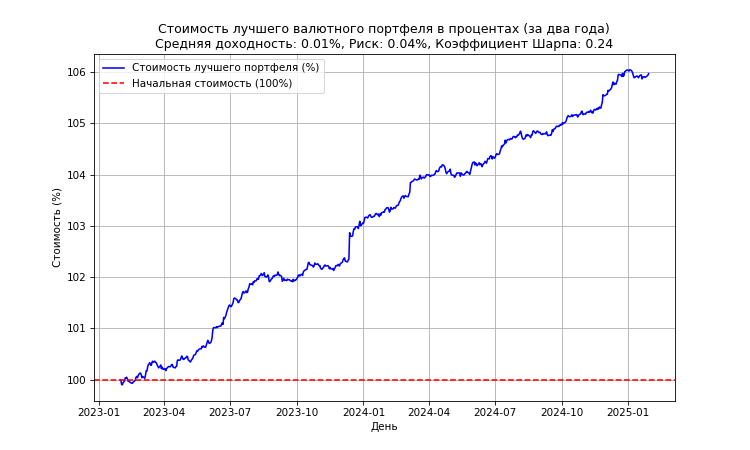 Стоимость лучшего валютного портфеля в процентах (за два года)
Средняя доходность: 0.01%, Риск: 0.04%, Коэффициент Шарпа: 0.24
Стоимость лучшего портфеля (%)
Начальная стоимость (100%)
Стоимость (%)
106
105
104
103
102
101
100
2023-01 2023-04 2023-07 2023-10 2024-01 2024-04 2024-07 2024-10 2025-01
День